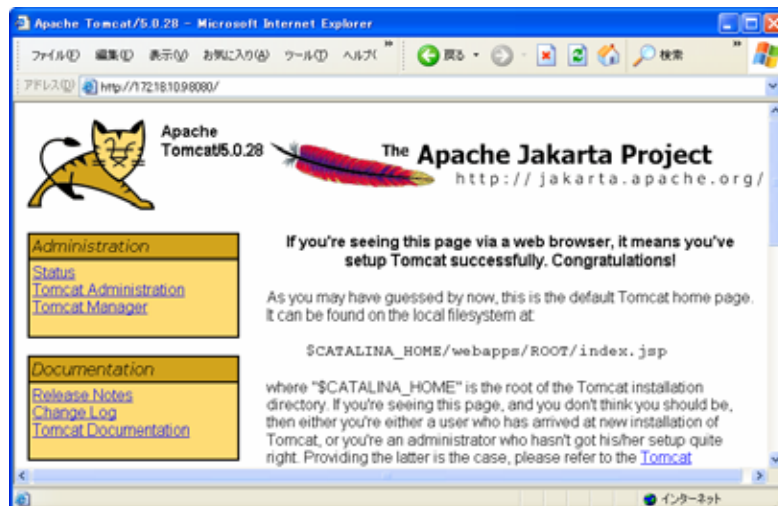 Apache Tomcat/5.0.28 - Microsoft Internet Explorer
ファイル(F) 編集(E) 表示(V) お気に入り(A) ツール(T) ヘルプ( » 戻る 検索 »
アドレス(D) http://172.18.10.9:8080/
Apache
Tomcat/5.0.28
The Apache Jakarta Project
http://jakarta.apache.org/
Administration
Status
Tomcat Administration
Tomcat Manager
Documentation
Release Notes
Change Log
Tomcat Documentation
If you're seeing this page via a web browser, it means you've
setup Tomcat successfully. Congratulations!
As you may have guessed by now, this is the default Tomcat home page.
It can be found on the local filesystem at:
$CATALINA_HOME/webapps/ROOT/index.jsp
where "$CATALINA_HOME" is the root of the Tomcat installation
directory. If you're seeing this page, and you don't think you should be,
then either you're either a user who has arrived at new installation of
Tomcat, or you're an administrator who hasn't got his/her setup quite
right. Providing the latter is the case, please refer to the Tomcat
インターネット